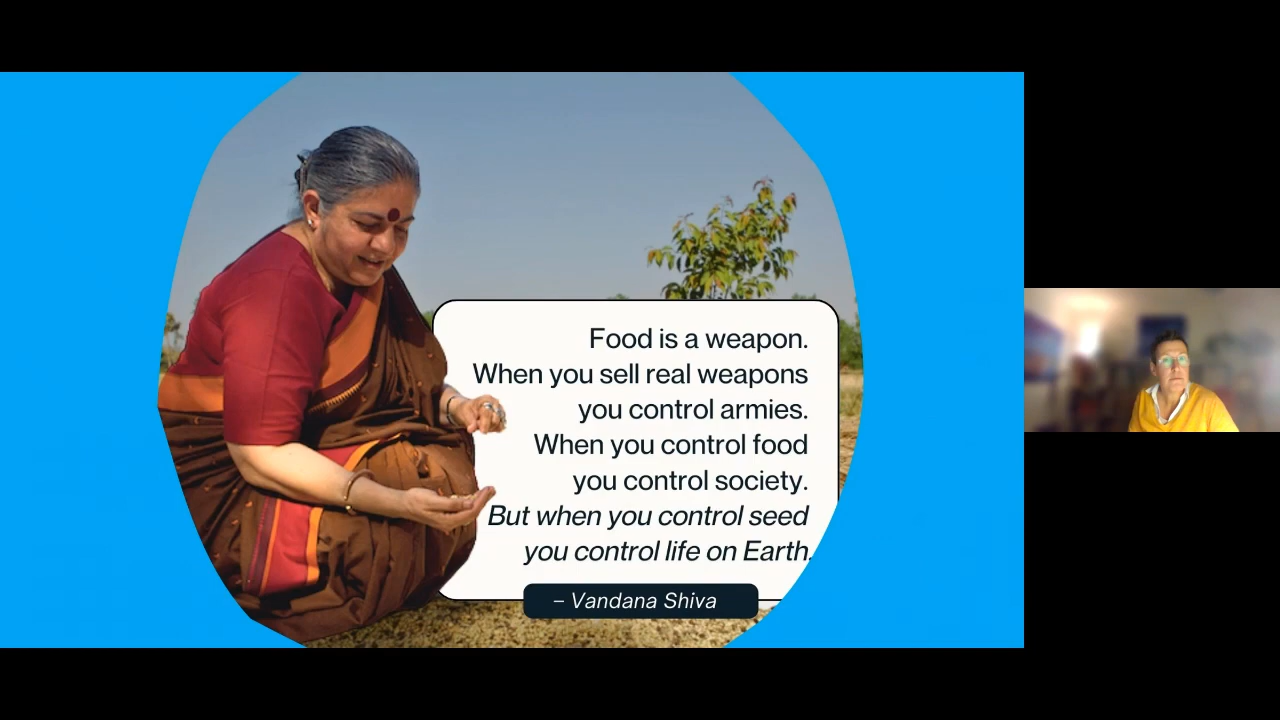 Food is a weapon.
When you sell real weapons
you control armies.
When you control food
you control society.
But when you control seed
you control life on Earth.
– Vandana Shiva